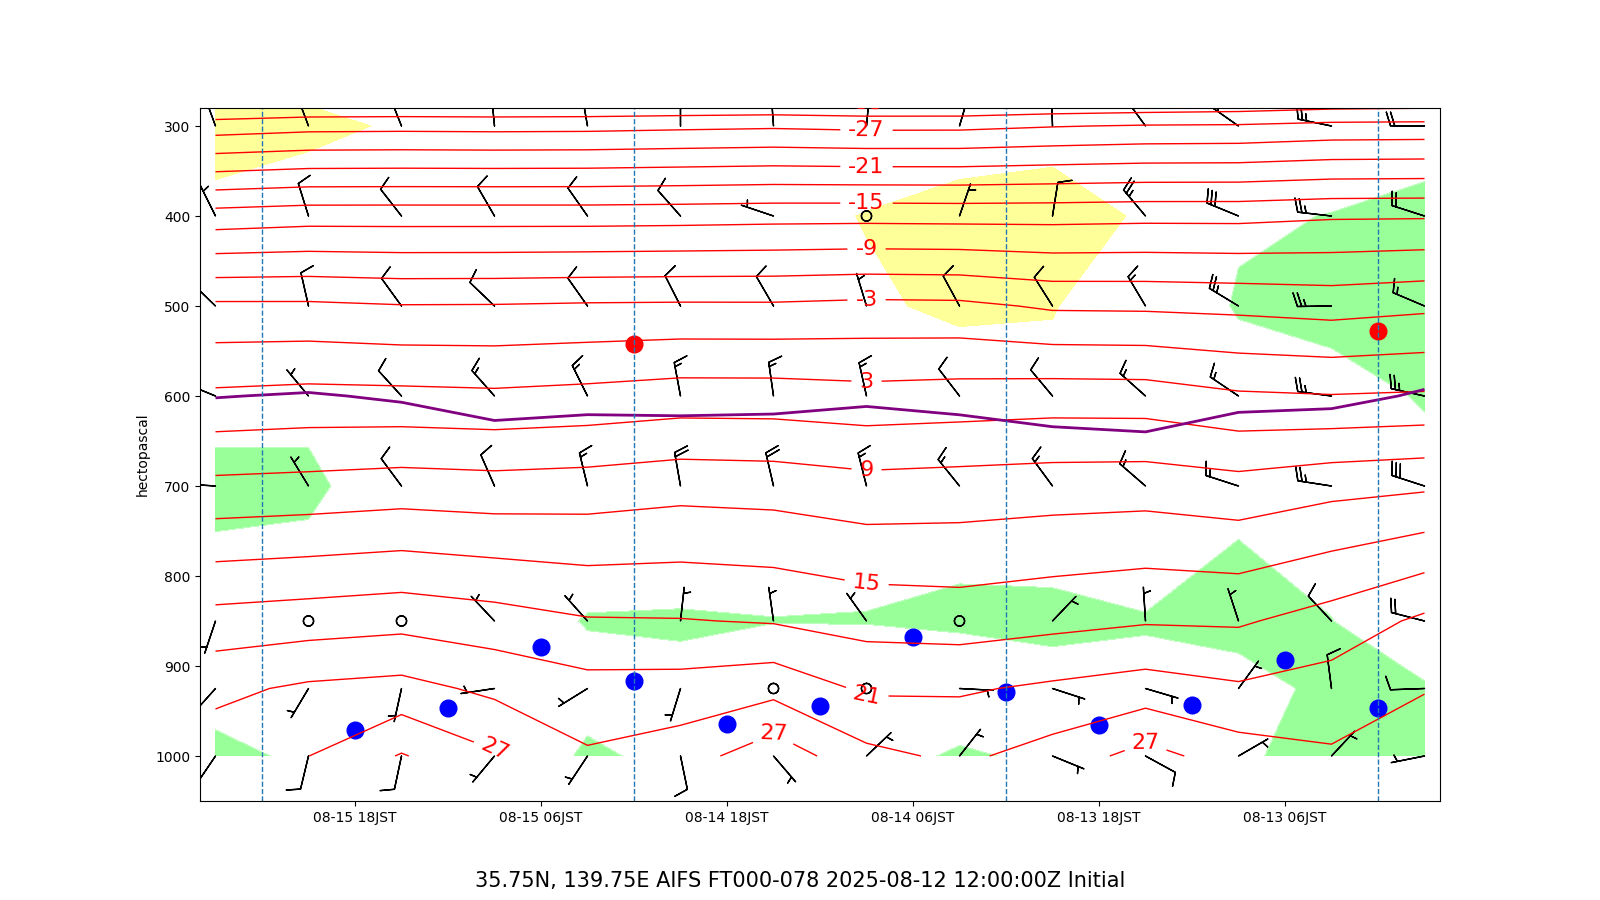 300
400
500
600
700
800
900
1000
hectopascal
-27
-21
-15
-9
-3
3
9
15
21
27
27
27
08-15 18JST
08-15 06JST
08-14 18JST
08-14 06JST
08-13 18JST
08-13 06JST
35.75N, 139.75E AIFS FT000-078 2025-08-12 12:00:00Z Initial